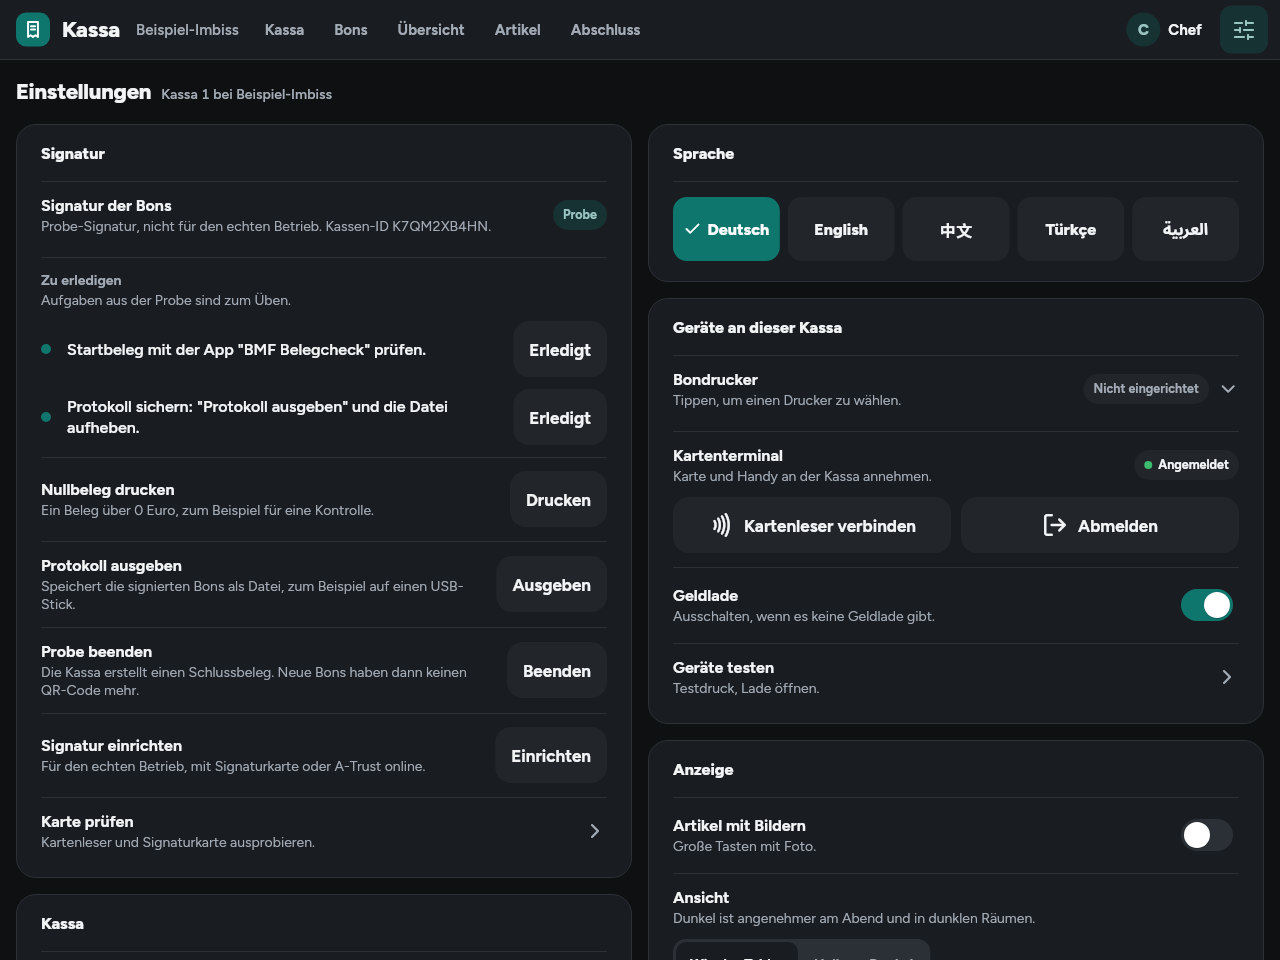 Kassa
Beispiel-Imbiss
Kassa
Bons
Übersicht
Artikel
Abschluss
C
Chef
Einstellungen
Kassa 1 bei Beispiel-Imbiss
Signatur
Signatur der Bons
Probe-Signatur, nicht für den echten Betrieb. Kassen-ID K7QM2XB4HN.
Probe
Zu erledigen
Aufgaben aus der Probe sind zum Üben.
Startbeleg mit der App "BMF Belegcheck" prüfen.
Erledigt
Protokoll sichern: "Protokoll ausgeben" und die Datei
aufheben.
Erledigt
Nullbeleg drucken
Ein Beleg über 0 Euro, zum Beispiel für eine Kontrolle.
Drucken
Protokoll ausgeben
Speichert die signierten Bons als Datei, zum Beispiel auf einen USB-
Stick.
Ausgeben
Probe beenden
Die Kassa erstellt einen Schlussbeleg. Neue Bons haben dann keinen
QR-Code mehr.
Beenden
Signatur einrichten
Für den echten Betrieb, mit Signaturkarte oder A-Trust online.
Einrichten
Karte prüfen
Kartenleser und Signaturkarte ausprobieren.
Kassa
Sprache
Deutsch
English
中文
Türkçe
العربية
Geräte an dieser Kassa
Bondrucker
Tippen, um einen Drucker zu wählen.
Nicht eingerichtet
Kartenterminal
Karte und Handy an der Kassa annehmen.
Angemeldet
Kartenleser verbinden
Abmelden
Geldlade
Ausschalten, wenn es keine Geldlade gibt.
Geräte testen
Testdruck, Lade öffnen.
Anzeige
Artikel mit Bildern
Große Tasten mit Foto.
Ansicht
Dunkel ist angenehmer am Abend und in dunklen Räumen.